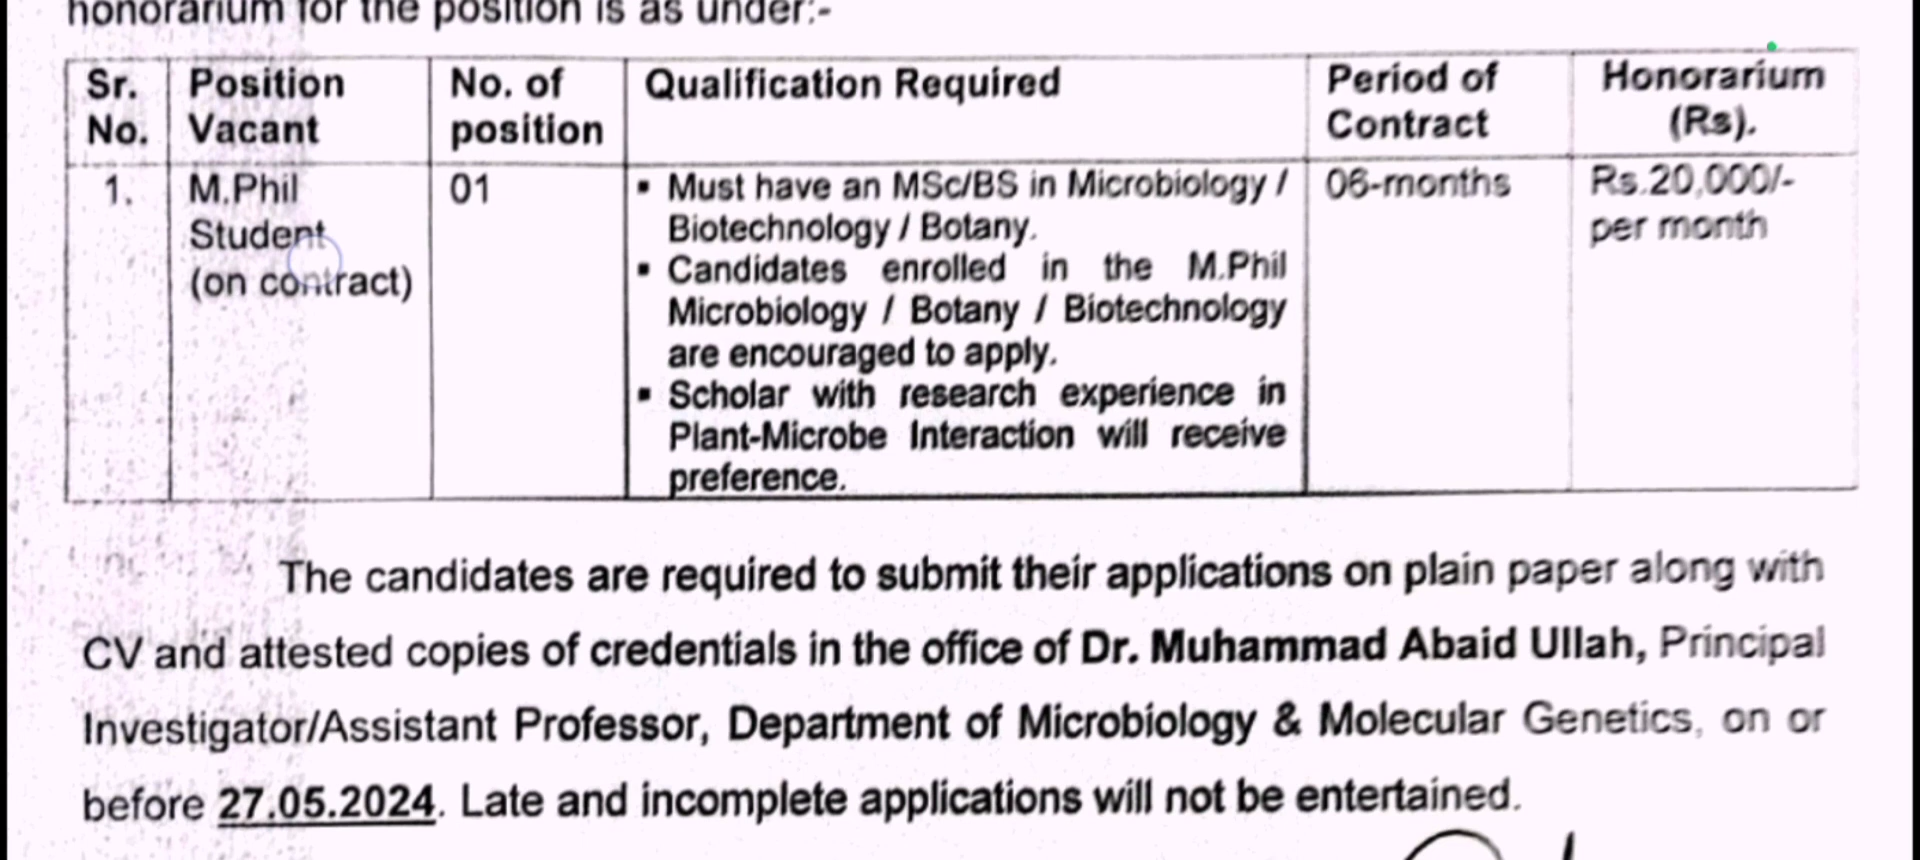 honorarium for the position is as under:-
Sr. No.
Position Vacant
No. of position
Qualification Required
Period of Contract
Honorarium (Rs).
1.
M.Phil
Student
(on contract)
01
▪ Must have an MSc/BS in Microbiology /
Biotechnology / Botany.
▪ Candidates enrolled in the M.Phil
Microbiology / Botany / Biotechnology
are encouraged to apply.
▪ Scholar with research experience in
Plant-Microbe Interaction will receive
preference.
06-months
Rs.20,000/-
per month
The candidates are required to submit their applications on plain paper along with
CV and attested copies of credentials in the office of Dr. Muhammad Abaid Ullah, Principal
Investigator/Assistant Professor, Department of Microbiology & Molecular Genetics, on or
before 27.05.2024. Late and incomplete applications will not be entertained.